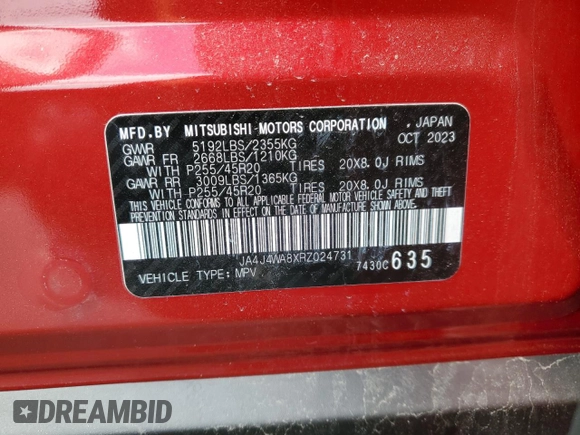 MFD.BY MITSUBISHI MOTORS CORPORATION, JAPAN
GVWR 5192LBS/2355KG OCT 2023
GAWR FR 2668LBS/1210KG
WITH P255/45R20 TIRES 20X8.0J RIMS
GAWR RR 3009LBS/1365KG
WITH P255/45R20 TIRES 20X8.0J RIMS
THIS VEHICLE CONFORMS TO ALL APPLICABLE FEDERAL MOTOR VEHICLE SAFETY AND
THEFT PREVENTION STANDARDS IN EFFECT ON THE DATE OF MANUFACTURE SHOWN ABOVE.
JA4J4WA8XRZ024731
VEHICLE TYPE: MPV 7430C635
DREAMBID